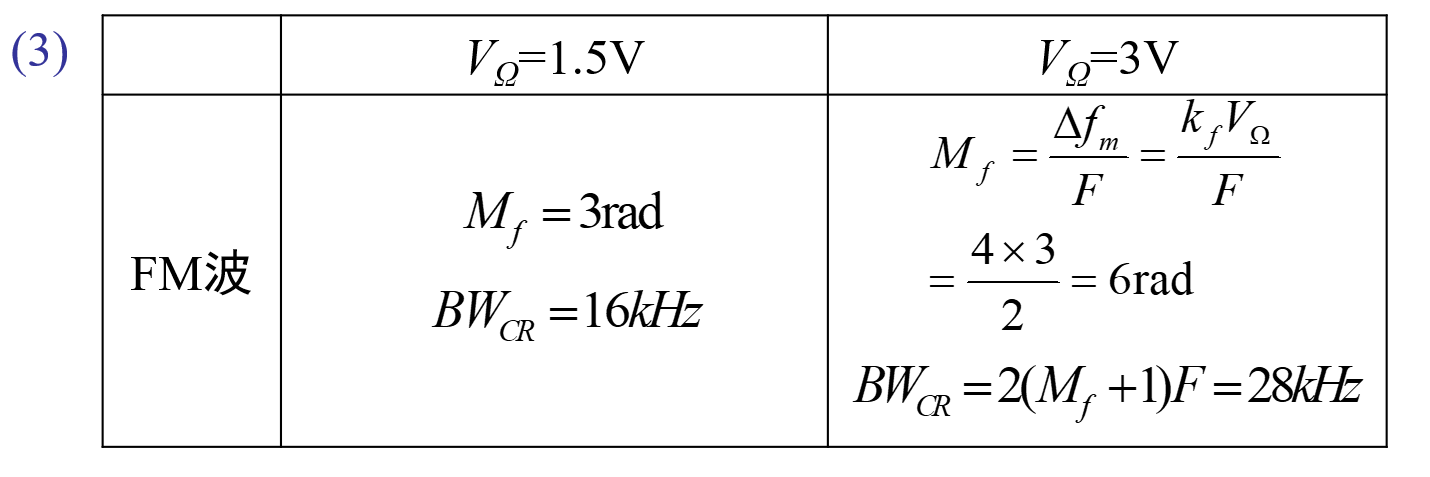 (3)
V_Ω=1.5V V_Ω=3V
FM波
M_f = 3rad
BW_CR = 16kHz
M_f = Δf_m / F = k_f V_Ω / F
= 4 × 3 / 2 = 6rad
BW_CR = 2(M_f + 1)F = 28kHz